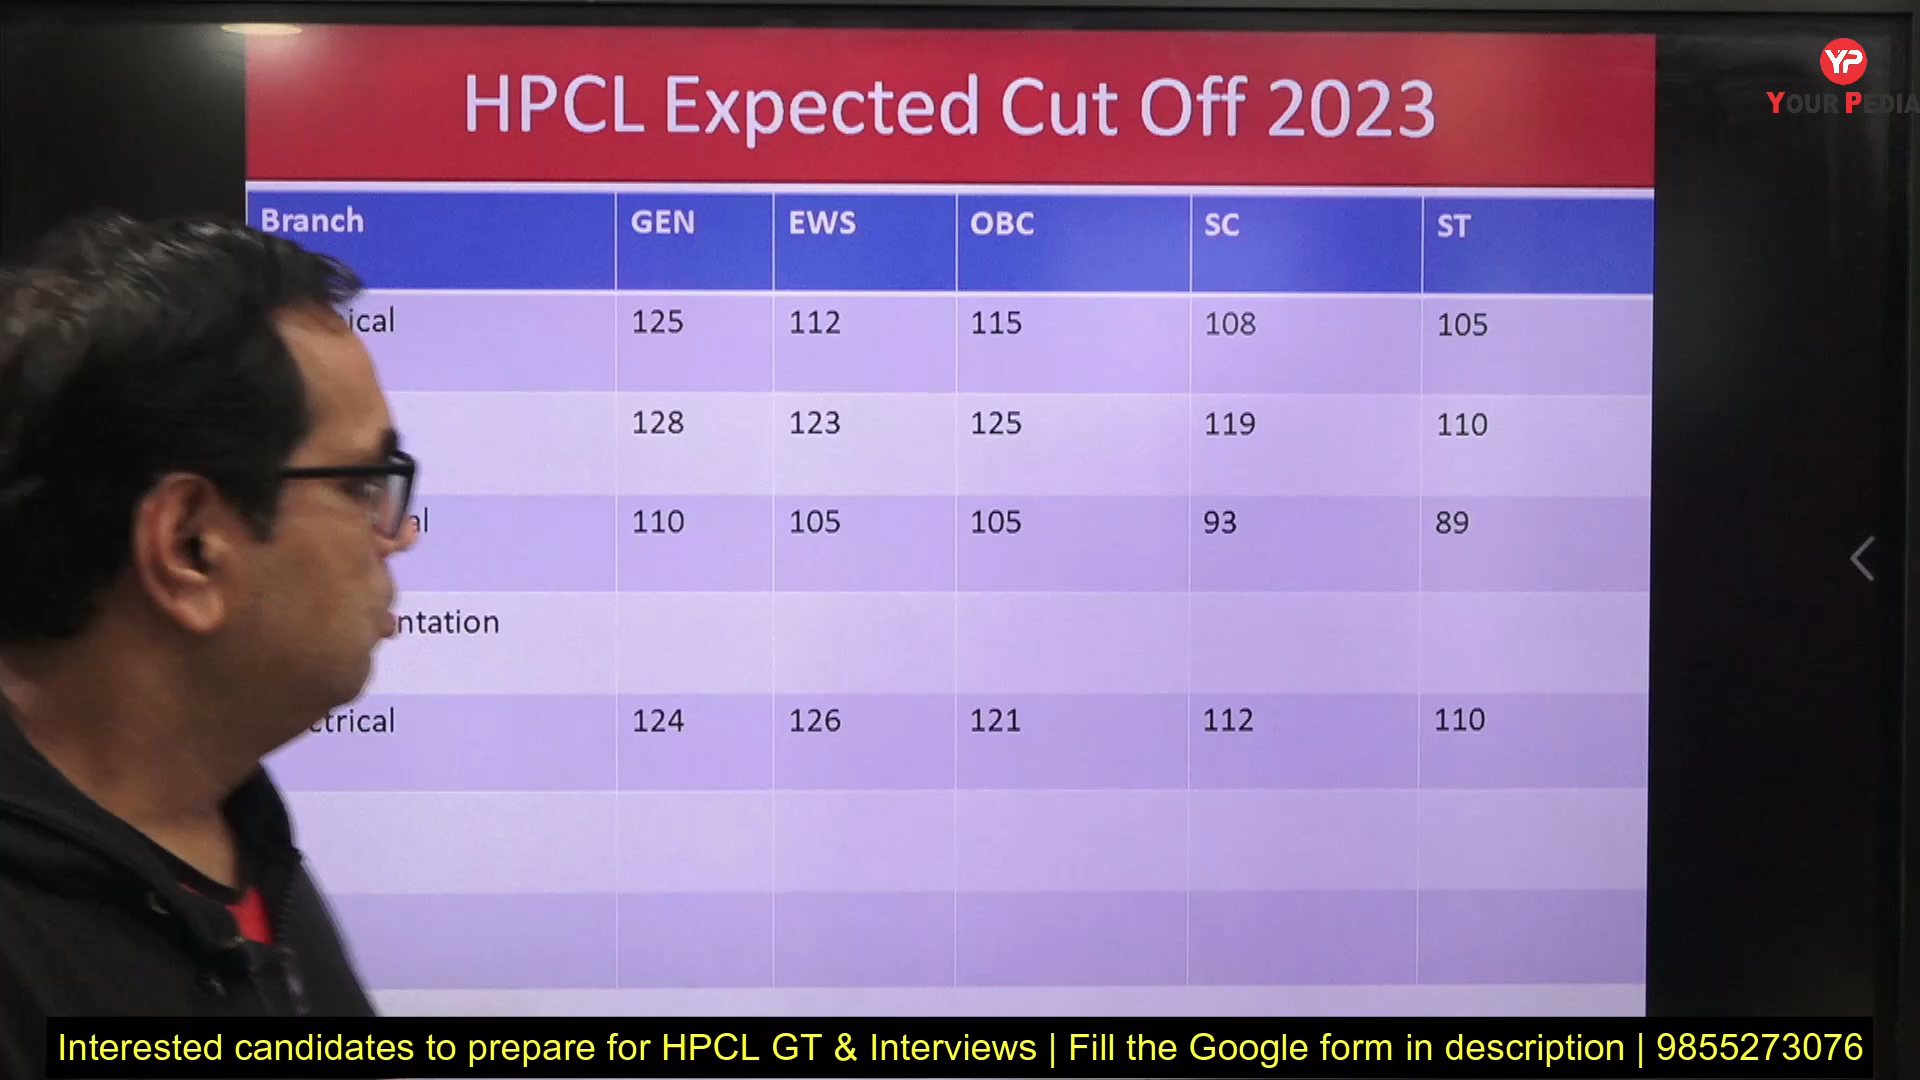 YP
YOUR PEDIA
HPCL Expected Cut Off 2023
Branch GEN EWS OBC SC ST
ical 125 112 115 108 105
128 123 125 119 110
al 110 105 105 93 89
ntation
ctrical 124 126 121 112 110
Interested candidates to prepare for HPCL GT & Interviews | Fill the Google form in description | 9855273076